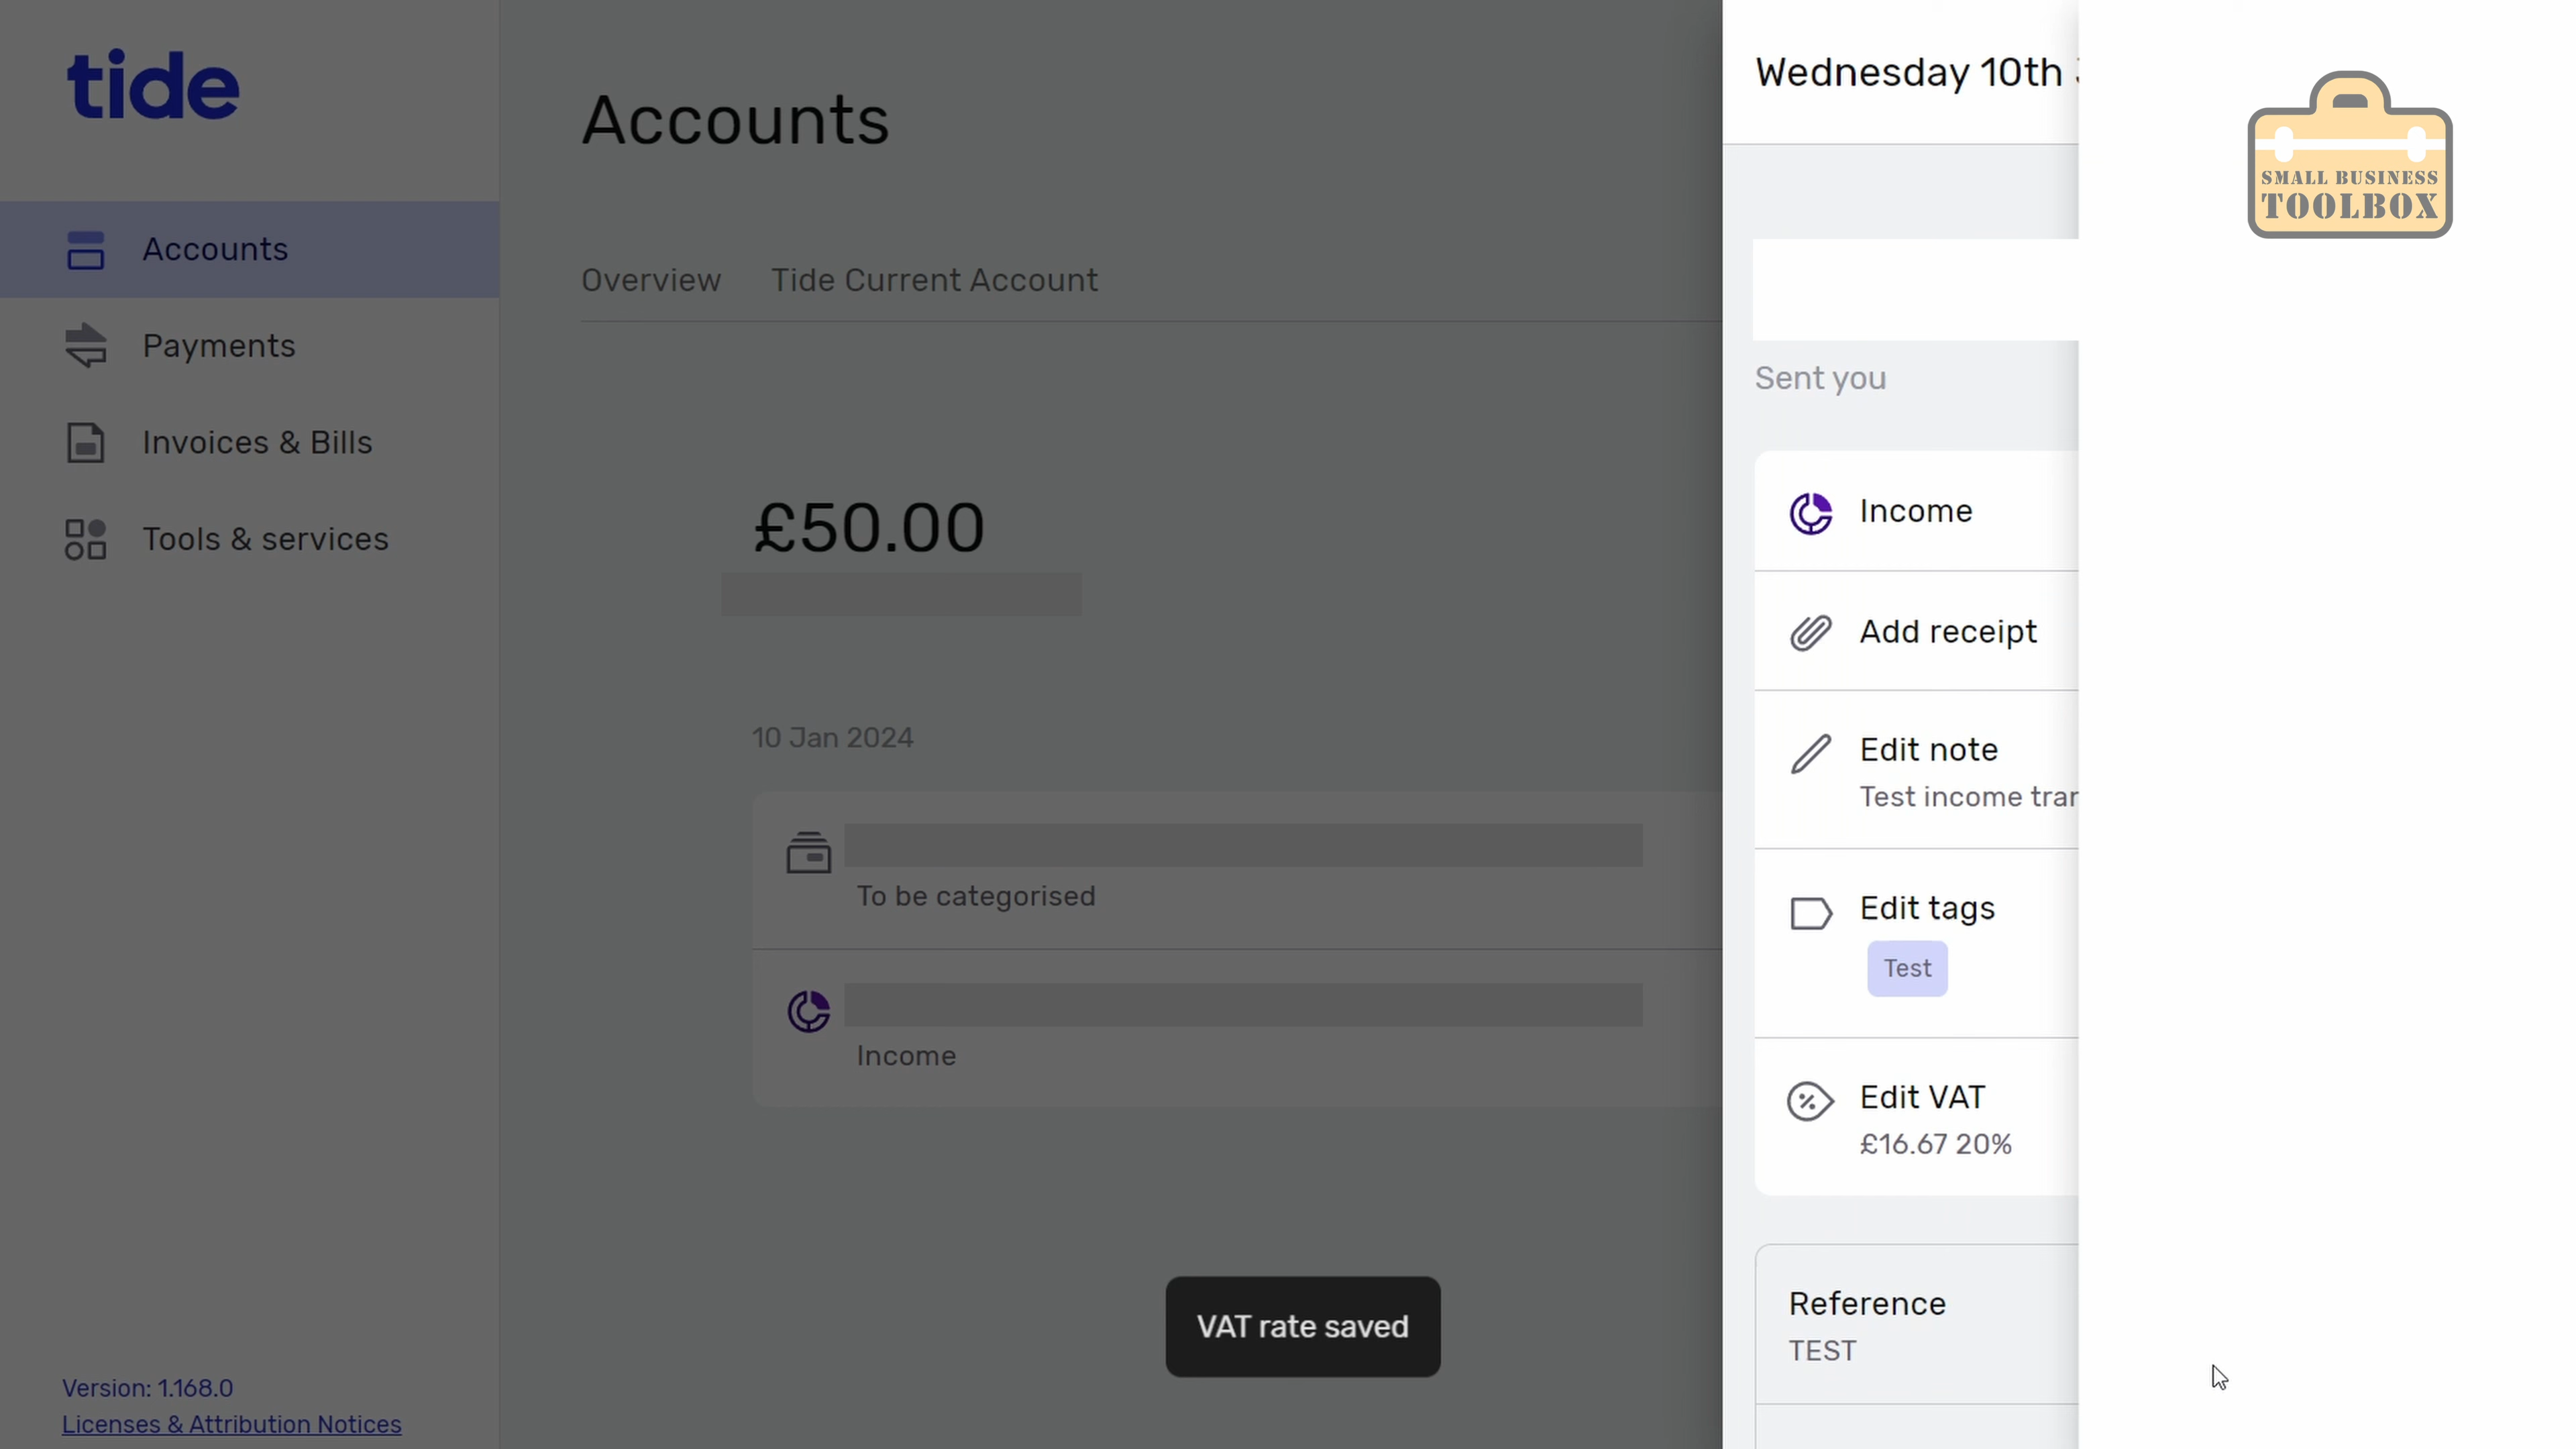 tide
Accounts
Payments
Invoices & Bills
Tools & services
Version: 1.168.0
Licenses & Attribution Notices
Accounts
Overview
Tide Current Account
£50.00
10 Jan 2024
To be categorised
Income
VAT rate saved
Wednesday 10th
Sent you
Income
Add receipt
Edit note
Test income
Edit tags
Test
Edit VAT
£16.67 20%
Reference
TEST
SMALL BUSINESS
TOOLBOX